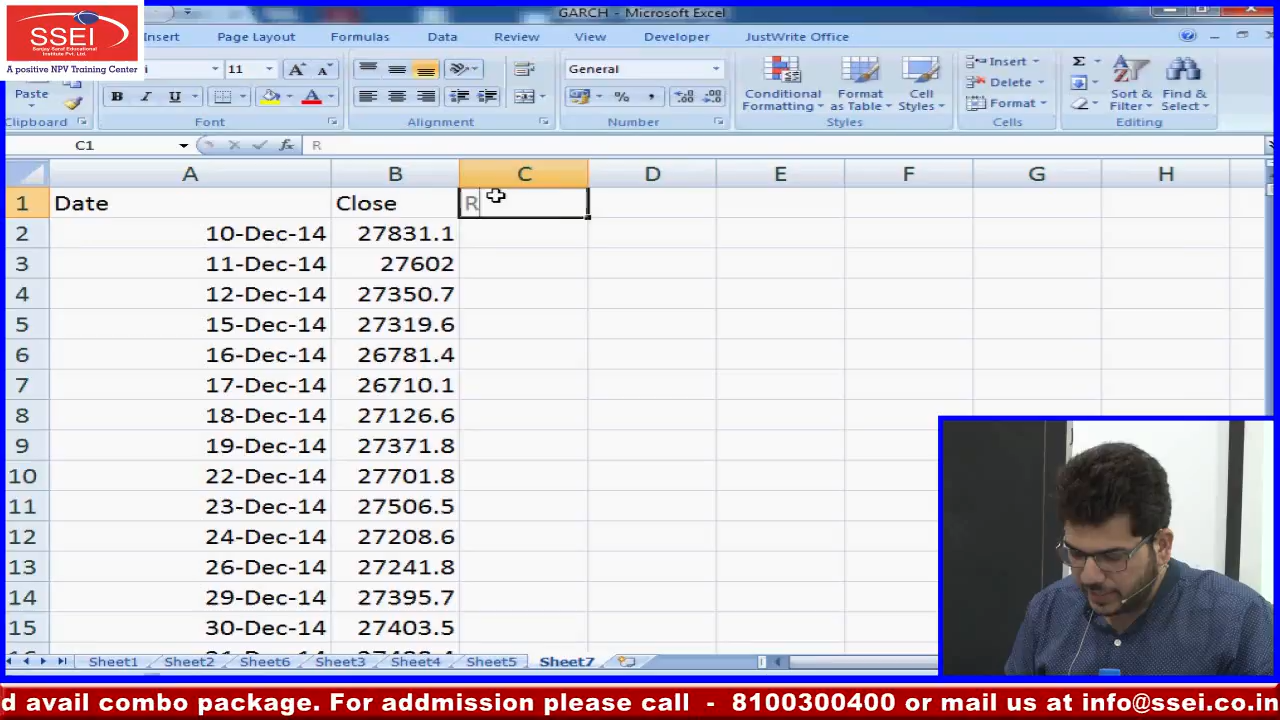 SSEI
Sanjay Saraf Educational
Institute Pvt. Ltd.
A positive NPV Training Center
GARCH - Microsoft Excel
Insert Page Layout Formulas Data Review View Developer JustWrite Office
11 A A General Σ
Paste B I U A % , Conditional Formatting Format as Table Cell Styles Insert Delete Format Sort & Filter Find & Select
Clipboard Font Alignment Number Styles Cells Editing
C1 fx R
A B C D E F G H
1 Date Close R
2 10-Dec-14 27831.1
3 11-Dec-14 27602
4 12-Dec-14 27350.7
5 15-Dec-14 27319.6
6 16-Dec-14 26781.4
7 17-Dec-14 26710.1
8 18-Dec-14 27126.6
9 19-Dec-14 27371.8
10 22-Dec-14 27701.8
11 23-Dec-14 27506.5
12 24-Dec-14 27208.6
13 26-Dec-14 27241.8
14 29-Dec-14 27395.7
15 30-Dec-14 27403.5
Sheet1 Sheet2 Sheet6 Sheet3 Sheet4 Sheet5 Sheet7
d avail combo package. For addmission please call - 8100300400 or mail us at info@ssei.co.in